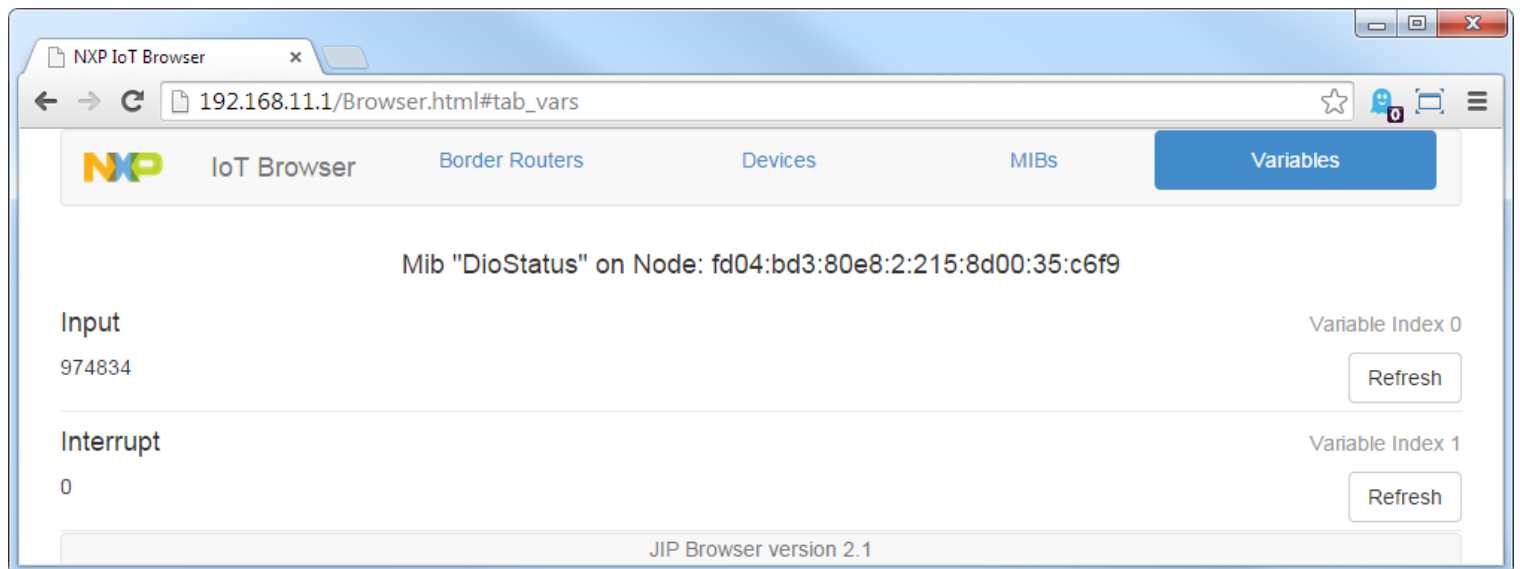 NXP IoT Browser
192.168.11.1/Browser.html#tab_vars
0
NXP IoT Browser Border Routers Devices MIBs Variables
Mib "DioStatus" on Node: fd04:bd3:80e8:2:215:8d00:35:c6f9
Input Variable Index 0
974834 Refresh
Interrupt Variable Index 1
0 Refresh
JIP Browser version 2.1